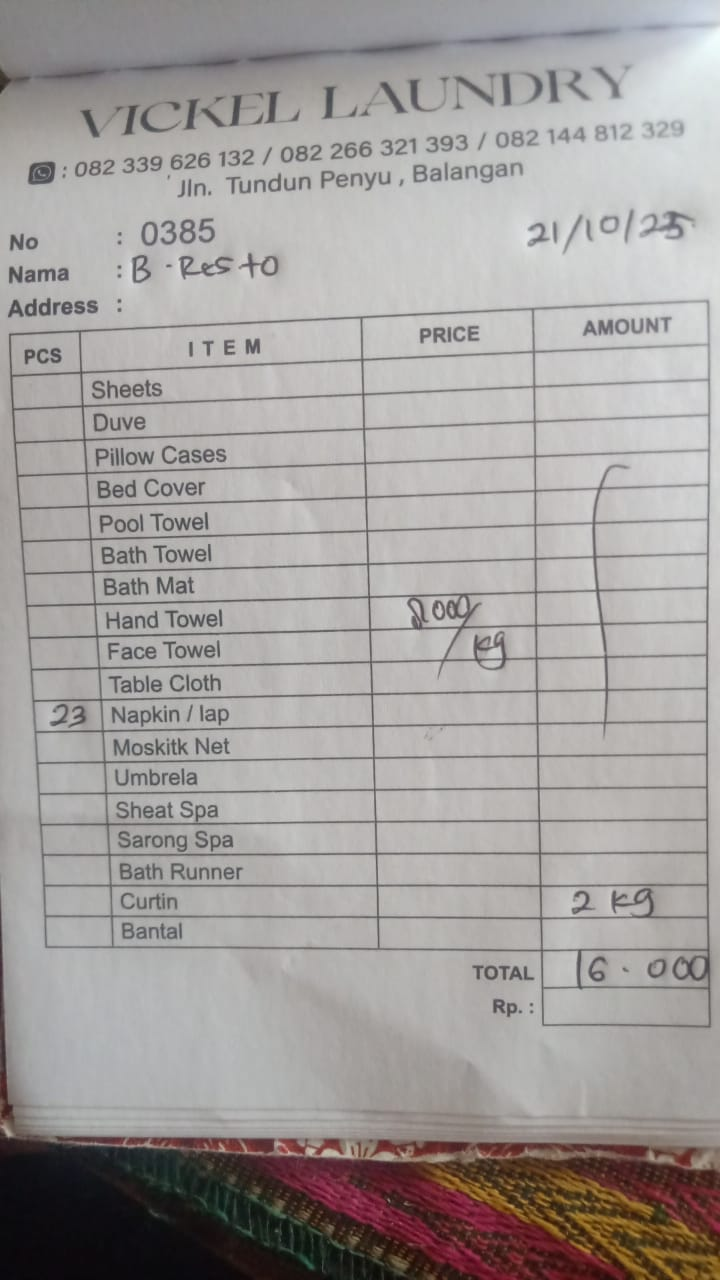 VICKEL LAUNDRY
: 082 339 626 132 / 082 266 321 393 / 082 144 812 329
Jln. Tundun Penyu , Balangan
No : 0385 21/10/25
Nama : B - Resto
Address :
PCS ITEM PRICE AMOUNT
Sheets
Duve
Pillow Cases
Bed Cover
Pool Towel
Bath Towel
Bath Mat
Hand Towel 8000/
Face Towel kg
Table Cloth
23 Napkin / lap
Moskitk Net
Umbrela
Sheat Spa
Sarong Spa
Bath Runner
Curtin 2 kg
Bantal
TOTAL 16.000
Rp. :